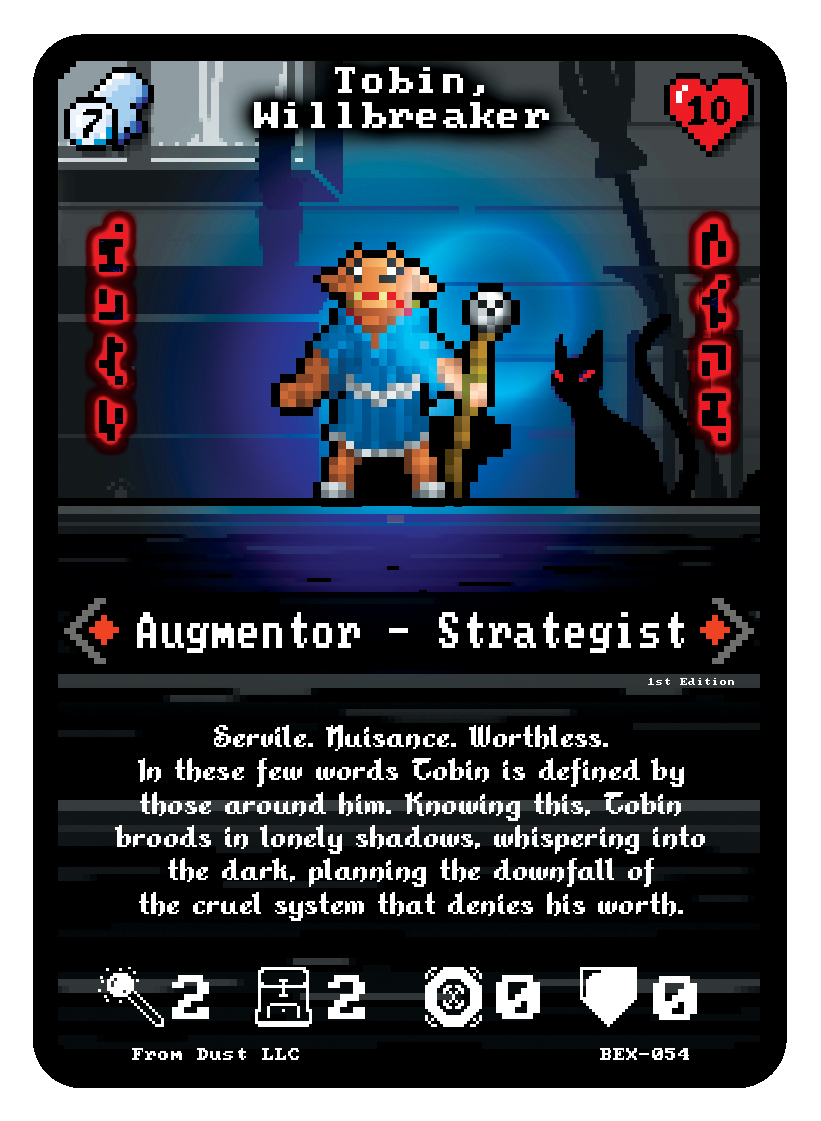 7
Tobin,
Willbreaker
10
Augmentor - Strategist
1st Edition
Servile. Nuisance. Worthless.
In these few words Tobin is defined by
those around him. Knowing this, Tobin
broods in lonely shadows, whispering into
the dark, planning the downfall of
the cruel system that denies his worth.
2 2 0 0
From Dust LLC
BEX-054